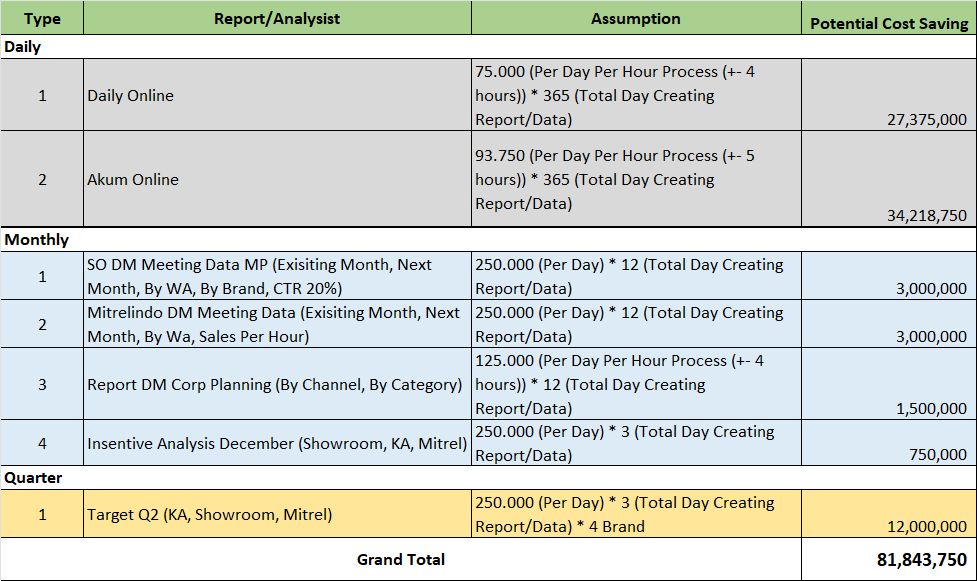 Type Report/Analysist Assumption Potential Cost Saving
Daily
1 Daily Online 75.000 (Per Day Per Hour Process (+- 4
hours)) * 365 (Total Day Creating
Report/Data) 27,375,000
2 Akum Online 93.750 (Per Day Per Hour Process (+- 5
hours)) * 365 (Total Day Creating
Report/Data) 34,218,750
Monthly
1 SO DM Meeting Data MP (Exisiting Month, Next
Month, By WA, By Brand, CTR 20%) 250.000 (Per Day) * 12 (Total Day Creating
Report/Data) 3,000,000
2 Mitrelindo DM Meeting Data (Exisiting Month, Next
Month, By Wa, Sales Per Hour) 250.000 (Per Day) * 12 (Total Day Creating
Report/Data) 3,000,000
3 Report DM Corp Planning (By Channel, By Category) 125.000 (Per Day Per Hour Process (+- 4
hours)) * 12 (Total Day Creating
Report/Data) 1,500,000
4 Insentive Analysis December (Showroom, KA, Mitrel) 250.000 (Per Day) * 3 (Total Day Creating
Report/Data) 750,000
Quarter
1 Target Q2 (KA, Showroom, Mitrel) 250.000 (Per Day) * 3 (Total Day Creating
Report/Data) * 4 Brand 12,000,000
Grand Total 81,843,750